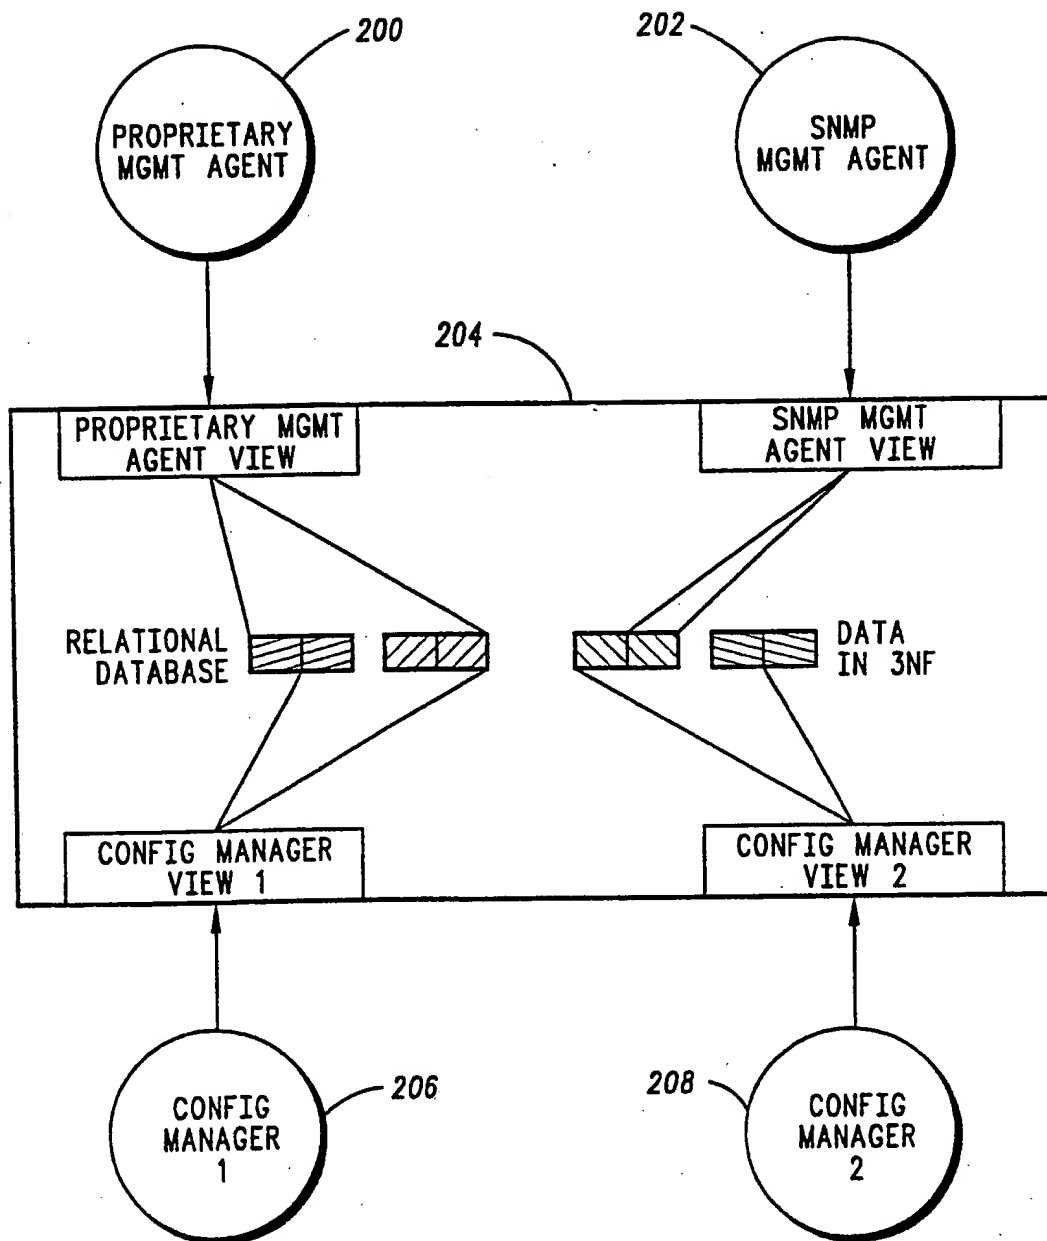 200
202
PROPRIETARY
MGMT AGENT
SNMP
MGMT AGENT
204
PROPRIETARY MGMT
AGENT VIEW
SNMP MGMT
AGENT VIEW
RELATIONAL
DATABASE
DATA
IN 3NF
CONFIG MANAGER
VIEW 1
CONFIG MANAGER
VIEW 2
206
208
CONFIG
MANAGER
1
CONFIG
MANAGER
2